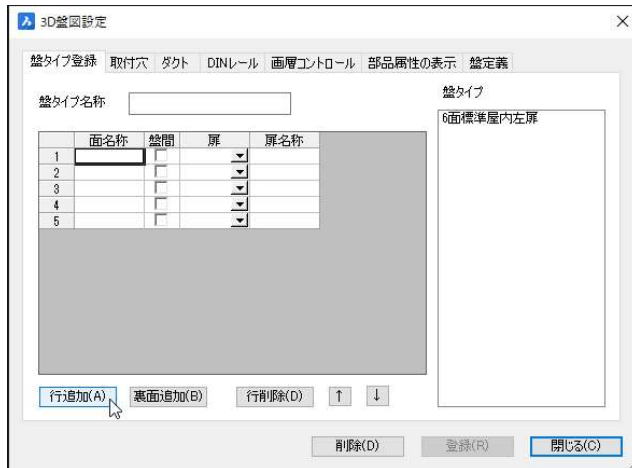 3D盤図設定
盤タイプ登録 取付穴 ダクト DINレール 画層コントロール 部品属性の表示 盤定義
盤タイプ名称
盤タイプ
6面標準屋内左扉
面名称 盤間 扉 扉名称
1
2
3
4
5
行追加(A) 裏面追加(B) 行削除(D) ↑ ↓
削除(D) 登録(R) 閉じる(C)